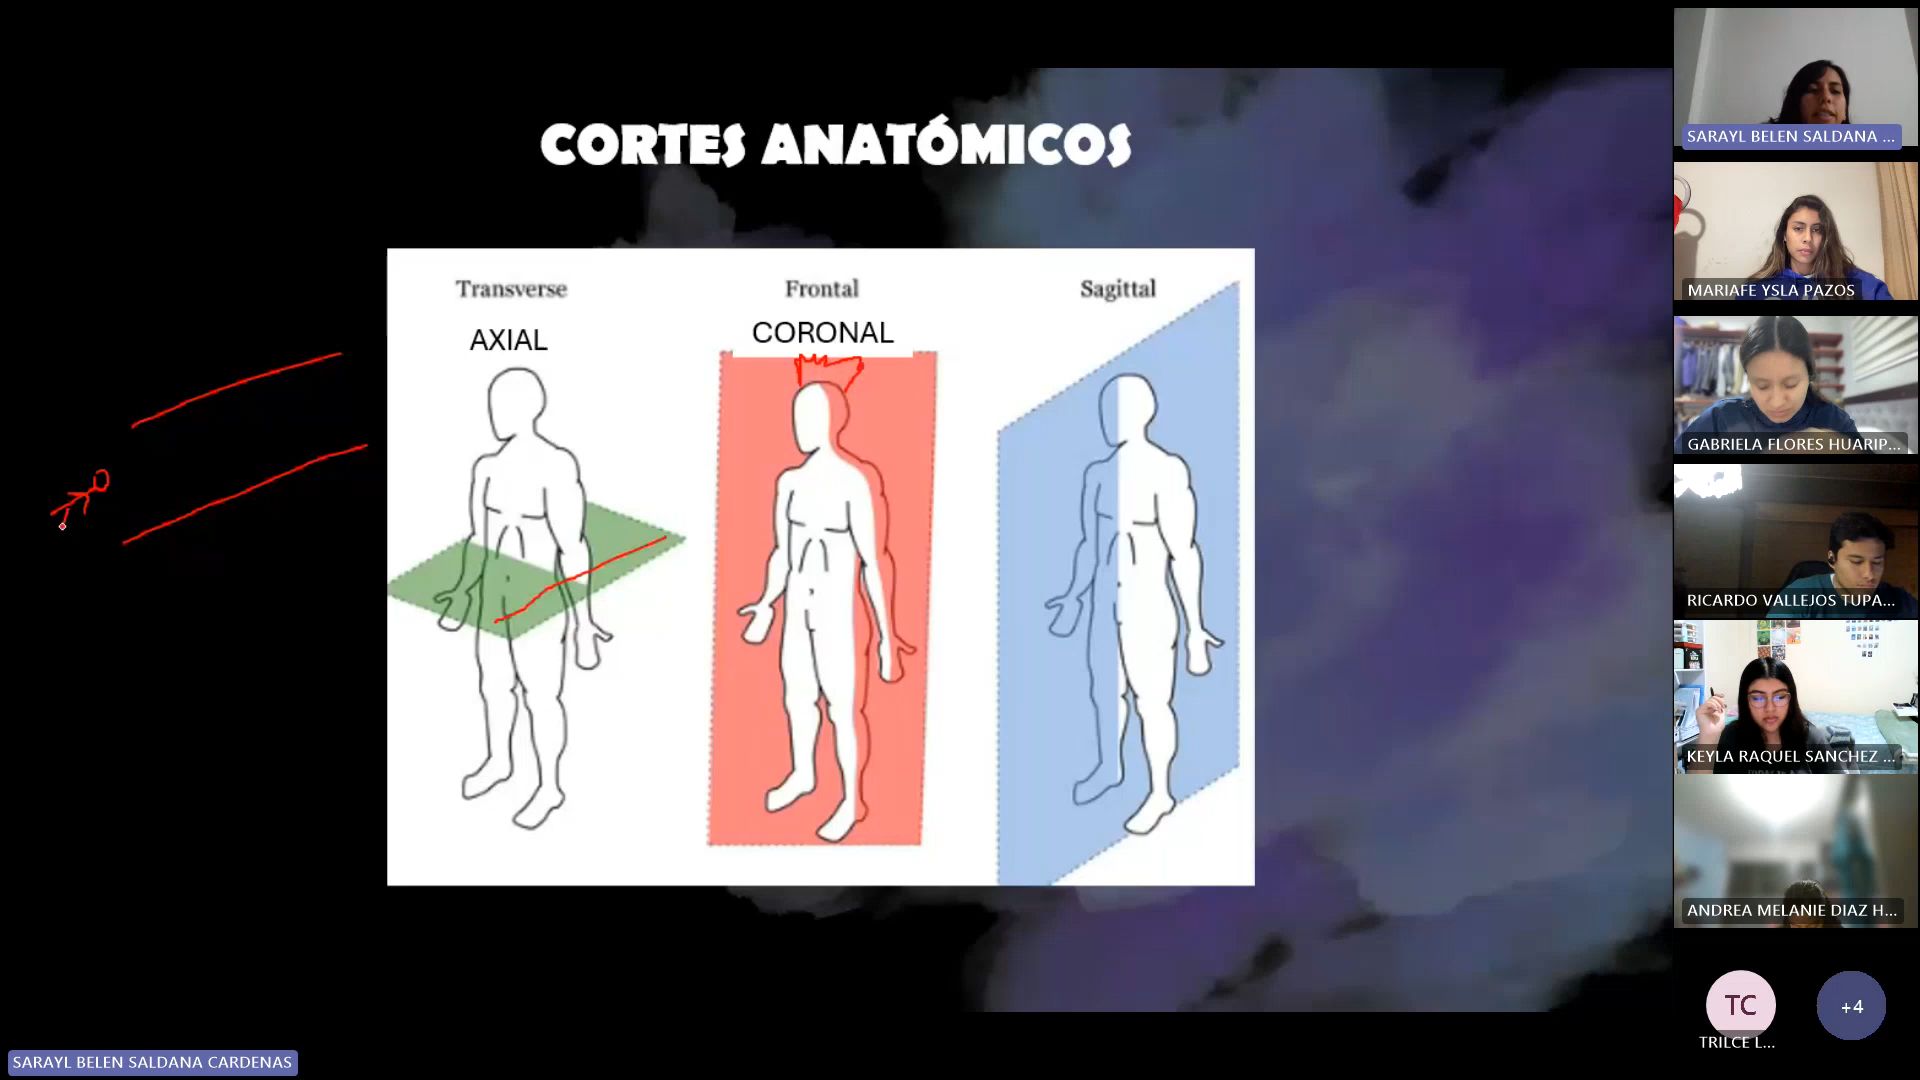 CORTES ANATÓMICOS
Transverse
AXIAL
Frontal
CORONAL
Sagittal
SARAYL BELEN SALDANA ...
MARIAFE YSLA PAZOS
GABRIELA FLORES HUARIP...
RICARDO VALLEJOS TUPA...
KEYLA RAQUEL SANCHEZ ...
ANDREA MELANIE DIAZ H...
TC
TRILCE L...
+4
SARAYL BELEN SALDANA CARDENAS